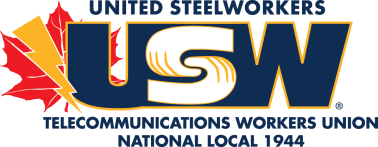 UNITED STEELWORKERS
USW®
TELECOMMUNICATIONS WORKERS UNION
NATIONAL LOCAL 1944